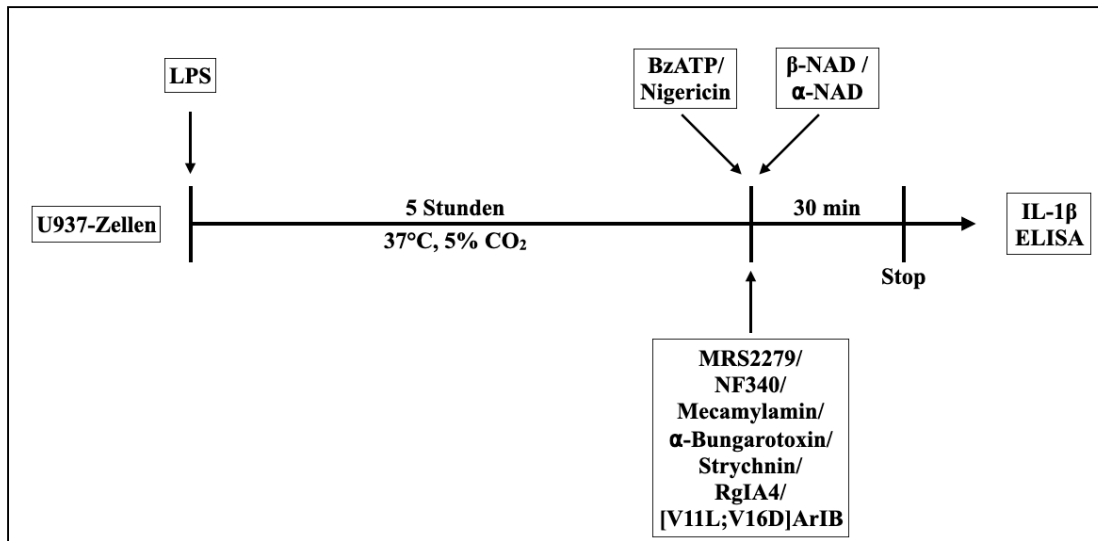 LPS
BzATP/
Nigericin
β-NAD /
α-NAD
U937-Zellen
5 Stunden
37°C, 5% CO₂
30 min
Stop
IL-1β
ELISA
MRS2279/
NF340/
Mecamylamin/
α-Bungarotoxin/
Strychnin/
RgIA4/
[V11L;V16D]ArIB